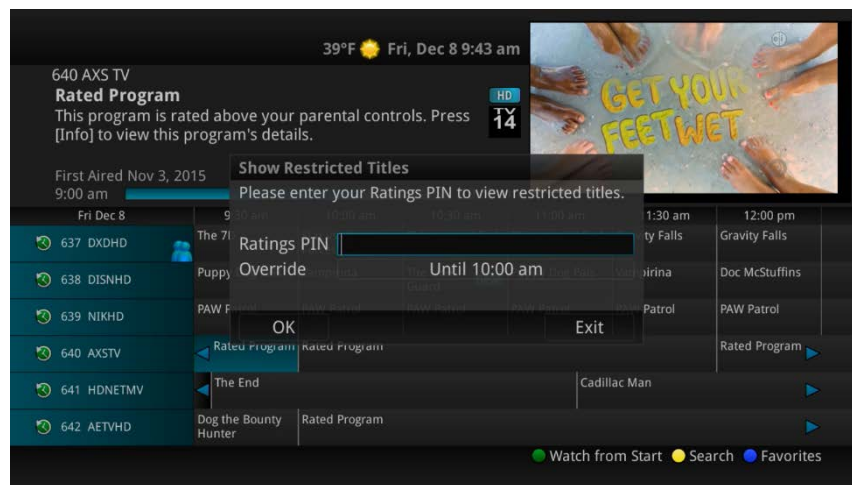 39°F Fri, Dec 8 9:43 am
640 AXS TV
Rated Program
This program is rated above your parental controls. Press
[Info] to view this program's details.
HD
TV
14
GET YOUR
FEET WET
First Aired Nov 3, 2015
9:00 am
Show Restricted Titles
Please enter your Ratings PIN to view restricted titles.
Ratings PIN
Override Until 10:00 am
OK Exit
Fri Dec 8 1:30 am 12:00 pm
637 DXDHD The 7 ty Falls Gravity Falls
638 DISNHD Puppy pirina Doc McStuffins
639 NIKHD PAW Patrol PAW Patrol
640 AXSTV Rated Program Rated Program Rated Program
641 HDNETMV The End Cadillac Man
642 AETVHD Dog the Bounty Hunter Rated Program
Watch from Start Search Favorites